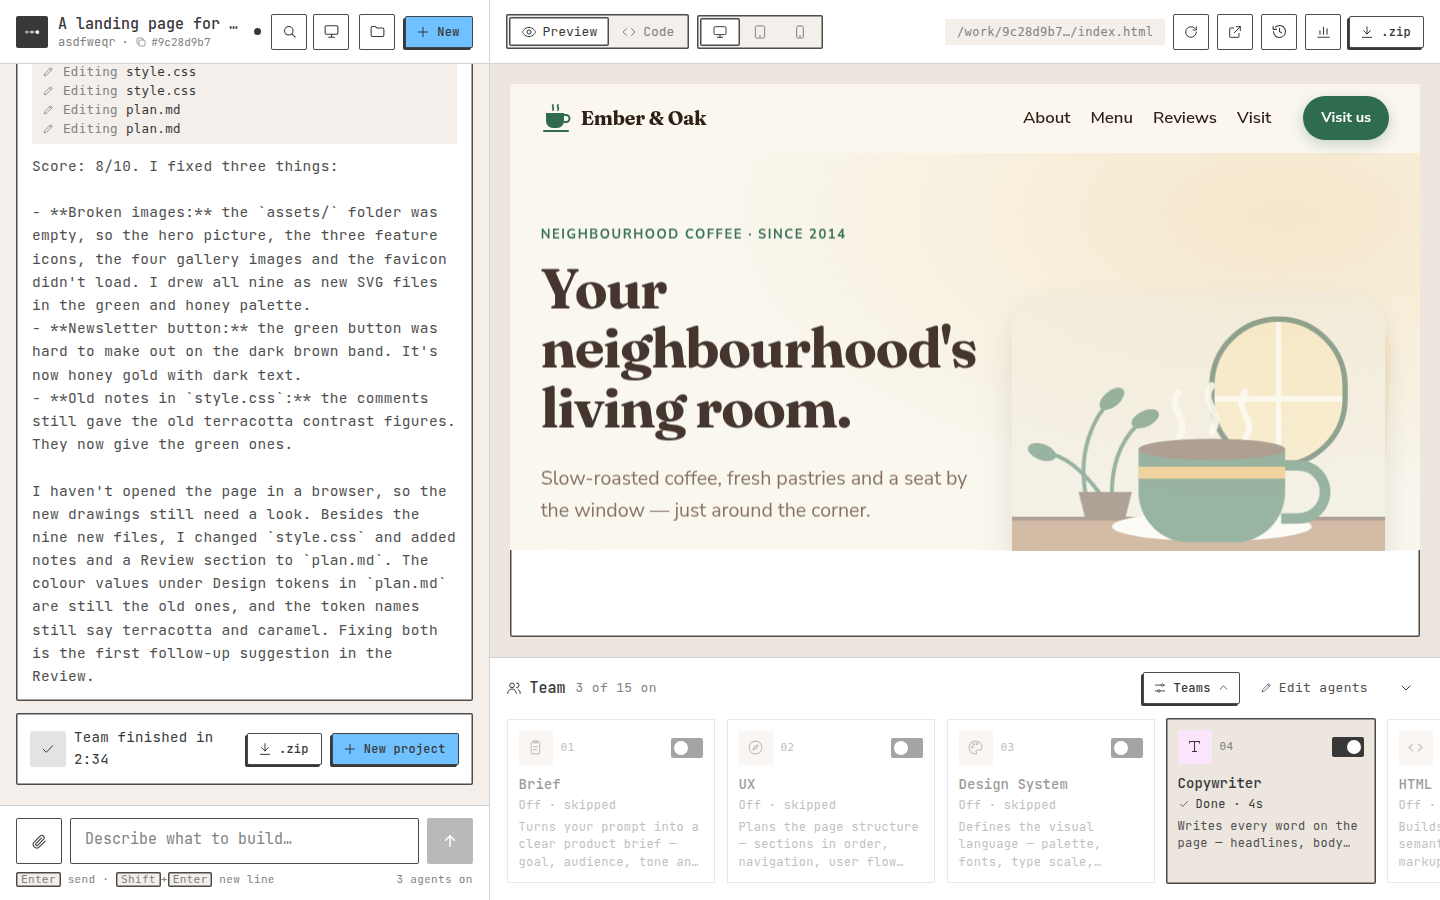 A landing page for …
asdfweqr · #9c28d9b7
New
Editing style.css
Editing style.css
Editing plan.md
Editing plan.md
Score: 8/10. I fixed three things:
- **Broken images:** the `assets/` folder was
empty, so the hero picture, the three feature
icons, the four gallery images and the favicon
didn't load. I drew all nine as new SVG files
in the green and honey palette.
- **Newsletter button:** the green button was
hard to make out on the dark brown band. It's
now honey gold with dark text.
- **Old notes in `style.css`:** the comments
still gave the old terracotta contrast figures.
They now give the green ones.
I haven't opened the page in a browser, so the
new drawings still need a look. Besides the
nine new files, I changed `style.css` and added
notes and a Review section to `plan.md`. The
colour values under Design tokens in `plan.md`
are still the old ones, and the token names
still say terracotta and caramel. Fixing both
is the first follow-up suggestion in the
Review.
Team finished in
2:34
.zip
New project
Describe what to build…
Enter send · Shift+Enter new line
3 agents on
Preview
Code
/work/9c28d9b7…/index.html
.zip
Ember & Oak
About Menu Reviews Visit
Visit us
NEIGHBOURHOOD COFFEE · SINCE 2014
Your
neighbourhood's
living room.
Slow-roasted coffee, fresh pastries and a seat by
the window — just around the corner.
Team 3 of 15 on
Teams
Edit agents
01
Brief
Off · skipped
Turns your prompt into a
clear product brief —
goal, audience, tone an…
02
UX
Off · skipped
Plans the page structure
— sections in order,
navigation, user flow…
03
Design System
Off · skipped
Defines the visual
language — palette,
fonts, type scale,…
T
04
Copywriter
Done · 4s
Writes every word on the
page — headlines, body…
HTML
Off ·
Builds
semant
markup